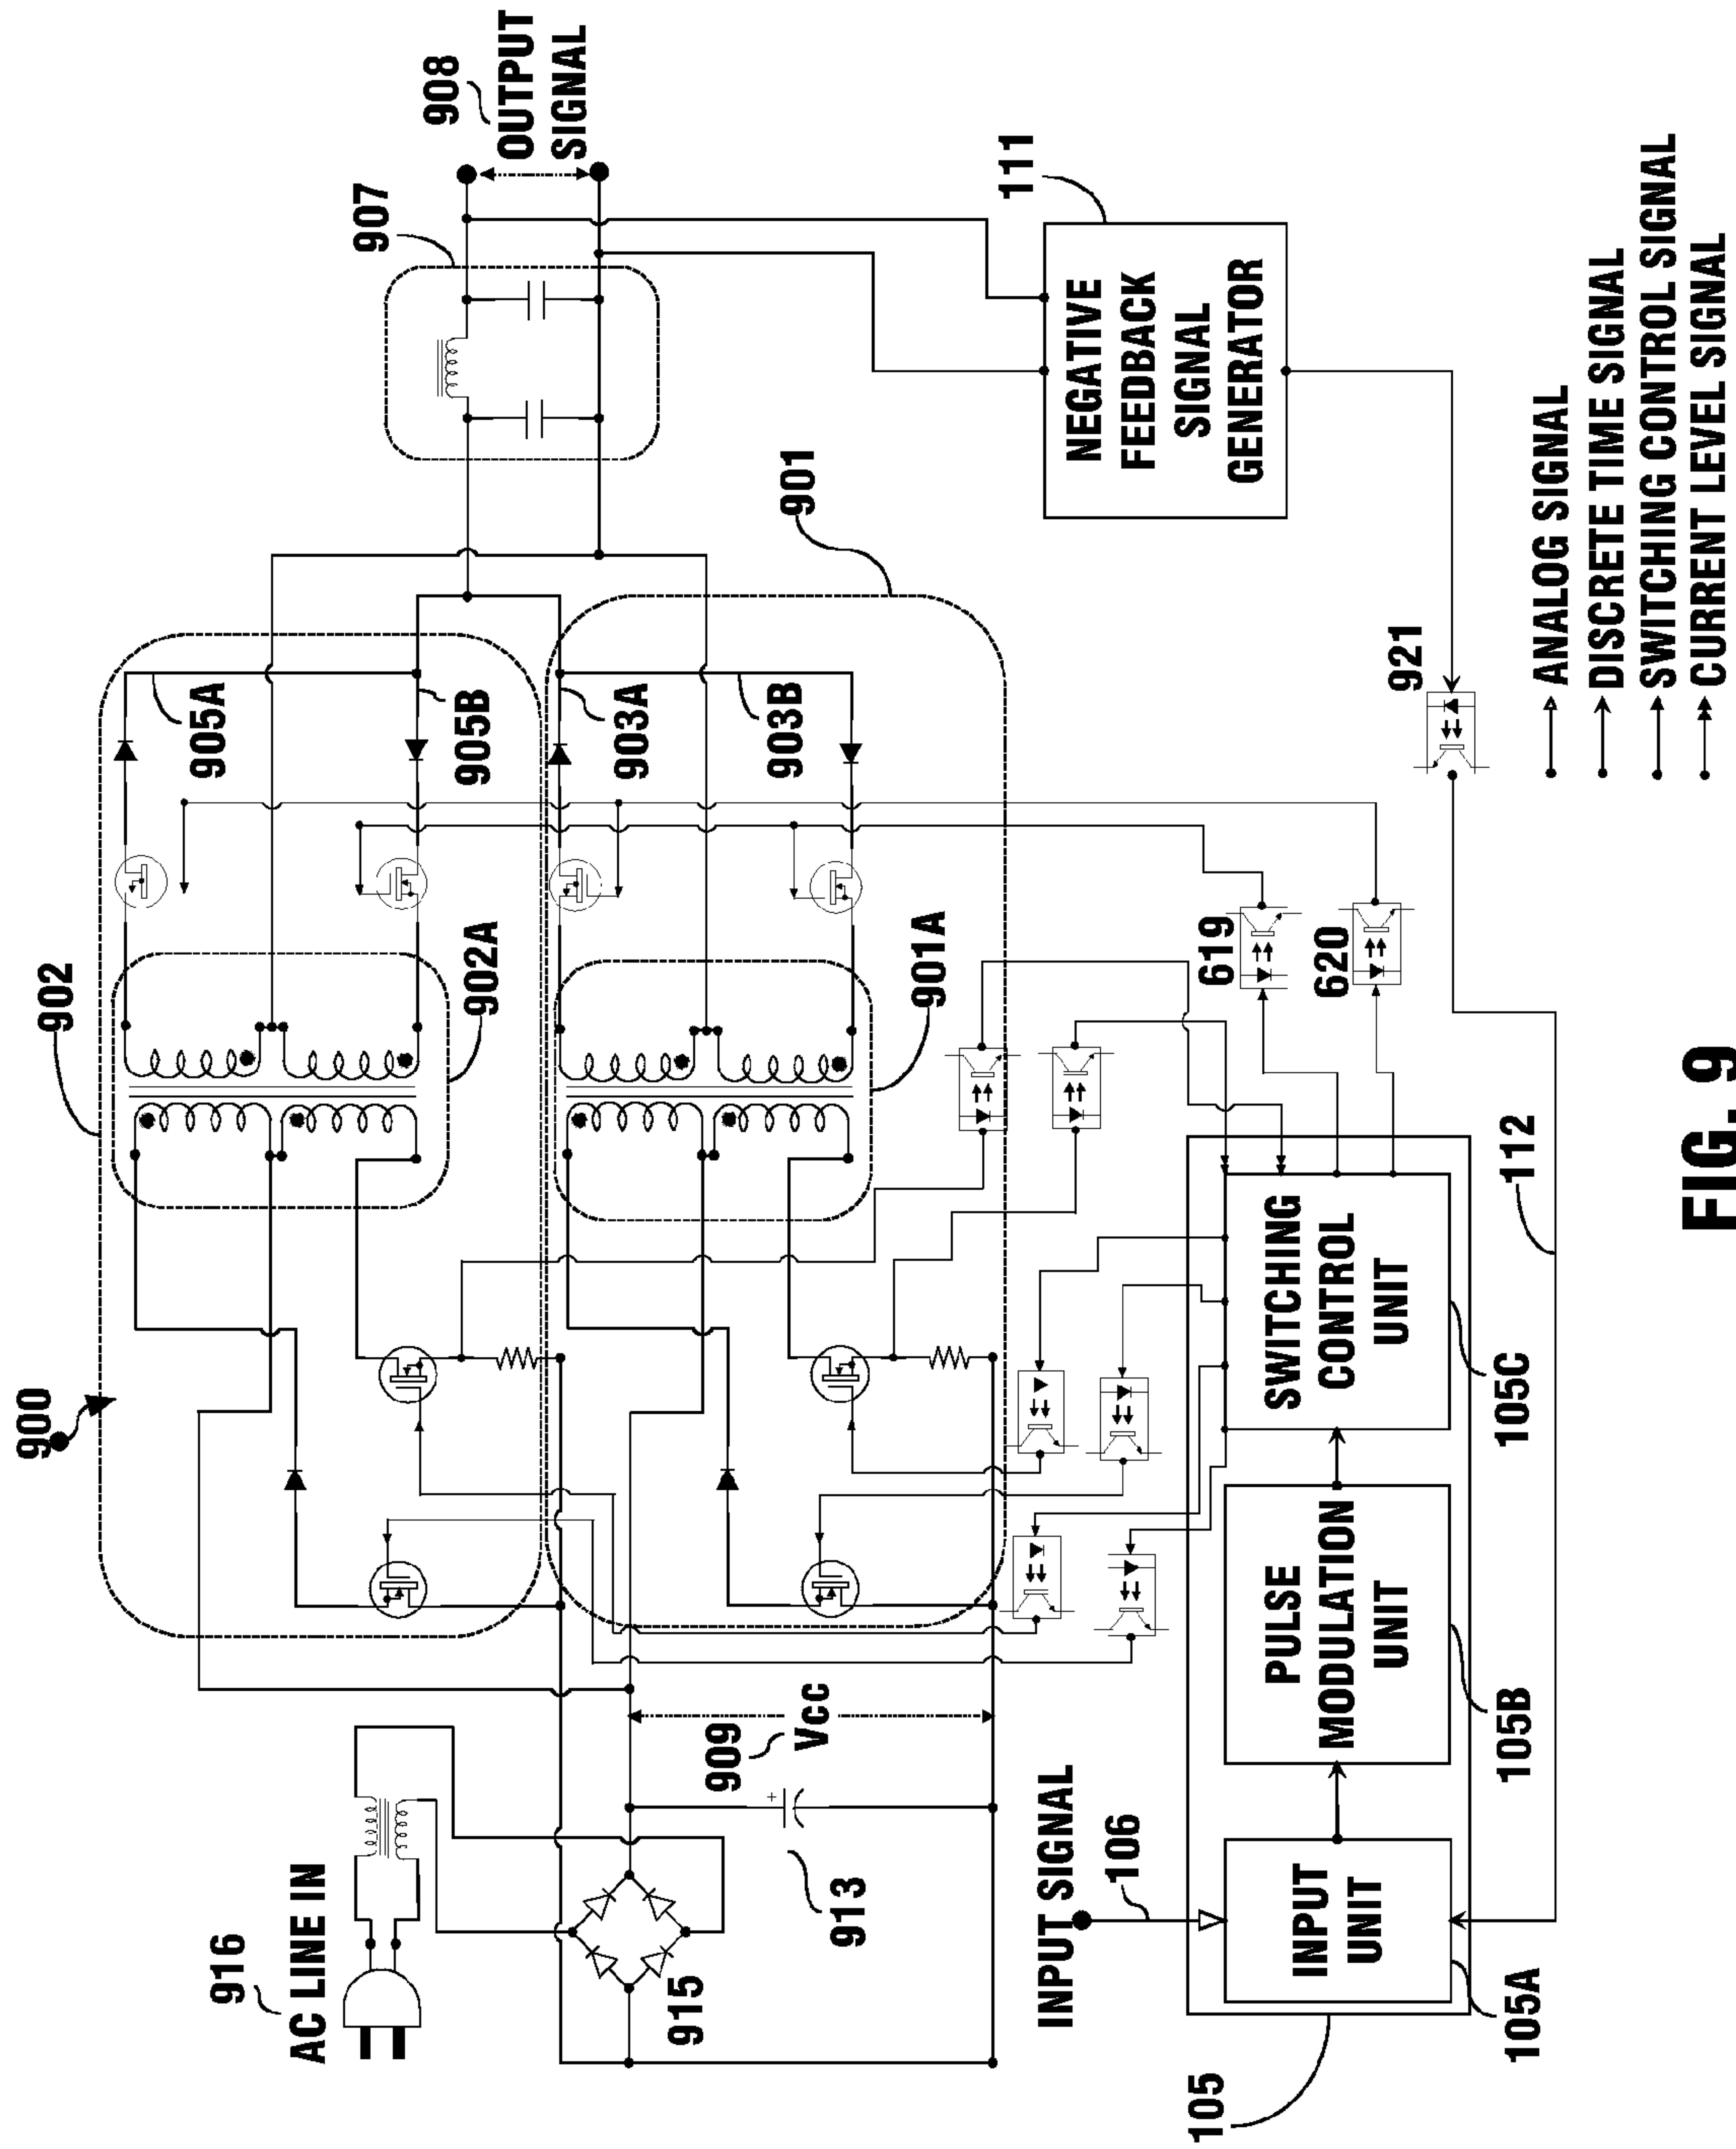 900
902
902A
905A
905B
907
908
OUTPUT
SIGNAL
916
AC LINE IN
915
913
+
909
Vcc
901A
903A
903B
901
111
NEGATIVE
FEEDBACK
SIGNAL
GENERATOR
INPUT SIGNAL
106
619
620
921
105
INPUT
UNIT
PULSE
MODULATION
UNIT
SWITCHING
CONTROL
UNIT
105A
105B
105C
112
ANALOG SIGNAL
DISCRETE TIME SIGNAL
SWITCHING CONTROL SIGNAL
CURRENT LEVEL SIGNAL
FIG. 9